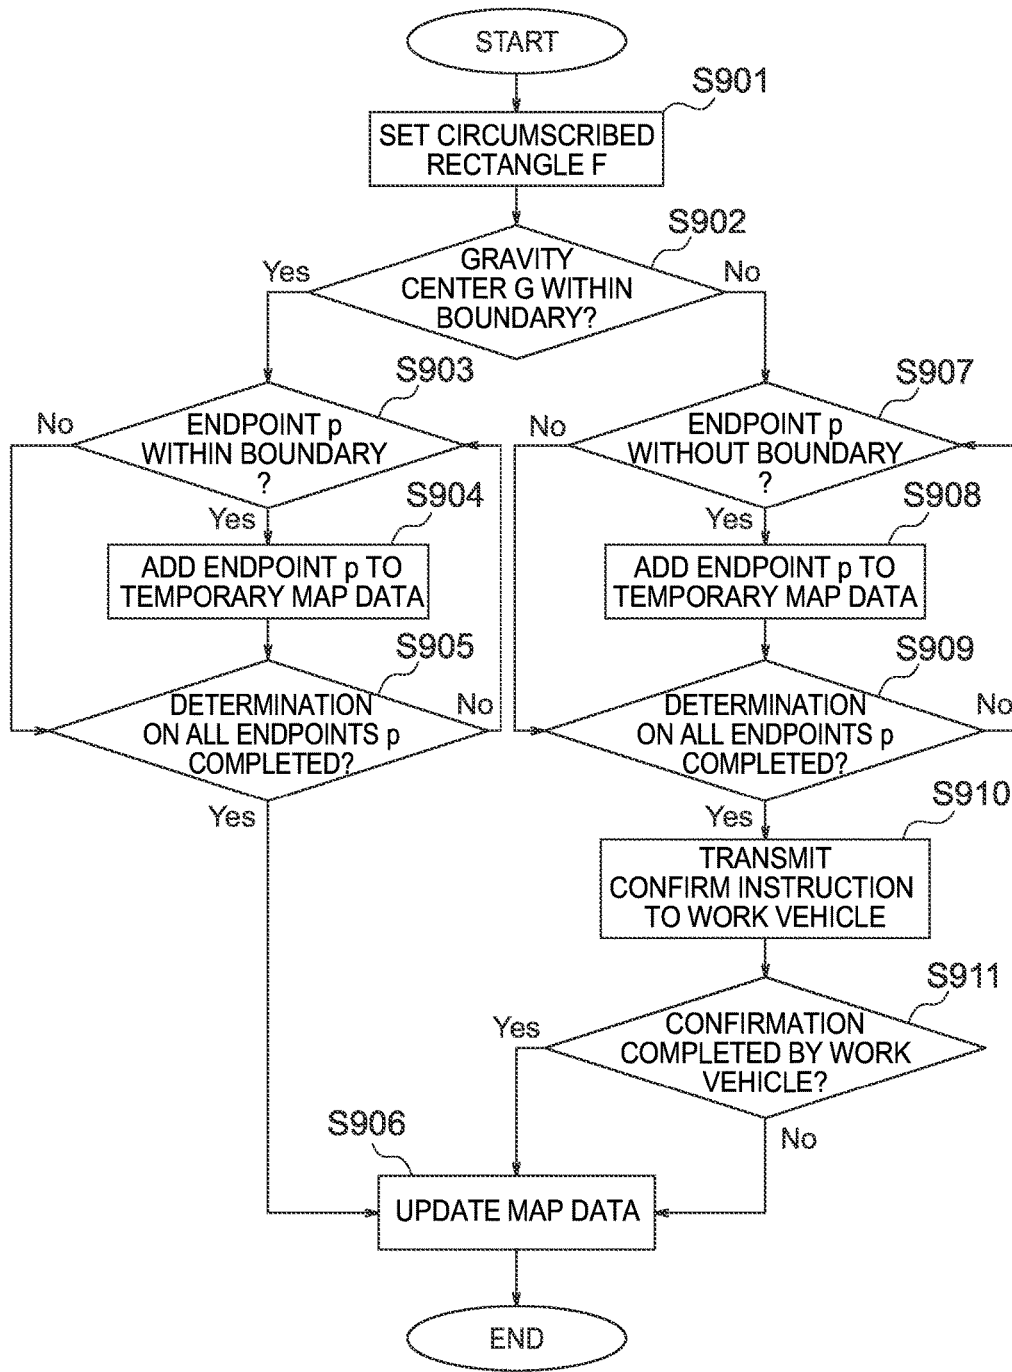 START
S901
SET CIRCUMSCRIBED
RECTANGLE F
S902
GRAVITY
CENTER G WITHIN
BOUNDARY?
Yes
No
S903
ENDPOINT p
WITHIN BOUNDARY
?
No
Yes
S904
ADD ENDPOINT p TO
TEMPORARY MAP DATA
S905
DETERMINATION
ON ALL ENDPOINTS p
COMPLETED?
No
Yes
S907
ENDPOINT p
WITHOUT BOUNDARY
?
No
Yes
S908
ADD ENDPOINT p TO
TEMPORARY MAP DATA
S909
DETERMINATION
ON ALL ENDPOINTS p
COMPLETED?
No
Yes
S910
TRANSMIT
CONFIRM INSTRUCTION
TO WORK VEHICLE
S911
CONFIRMATION
COMPLETED BY WORK
VEHICLE?
Yes
No
S906
UPDATE MAP DATA
END